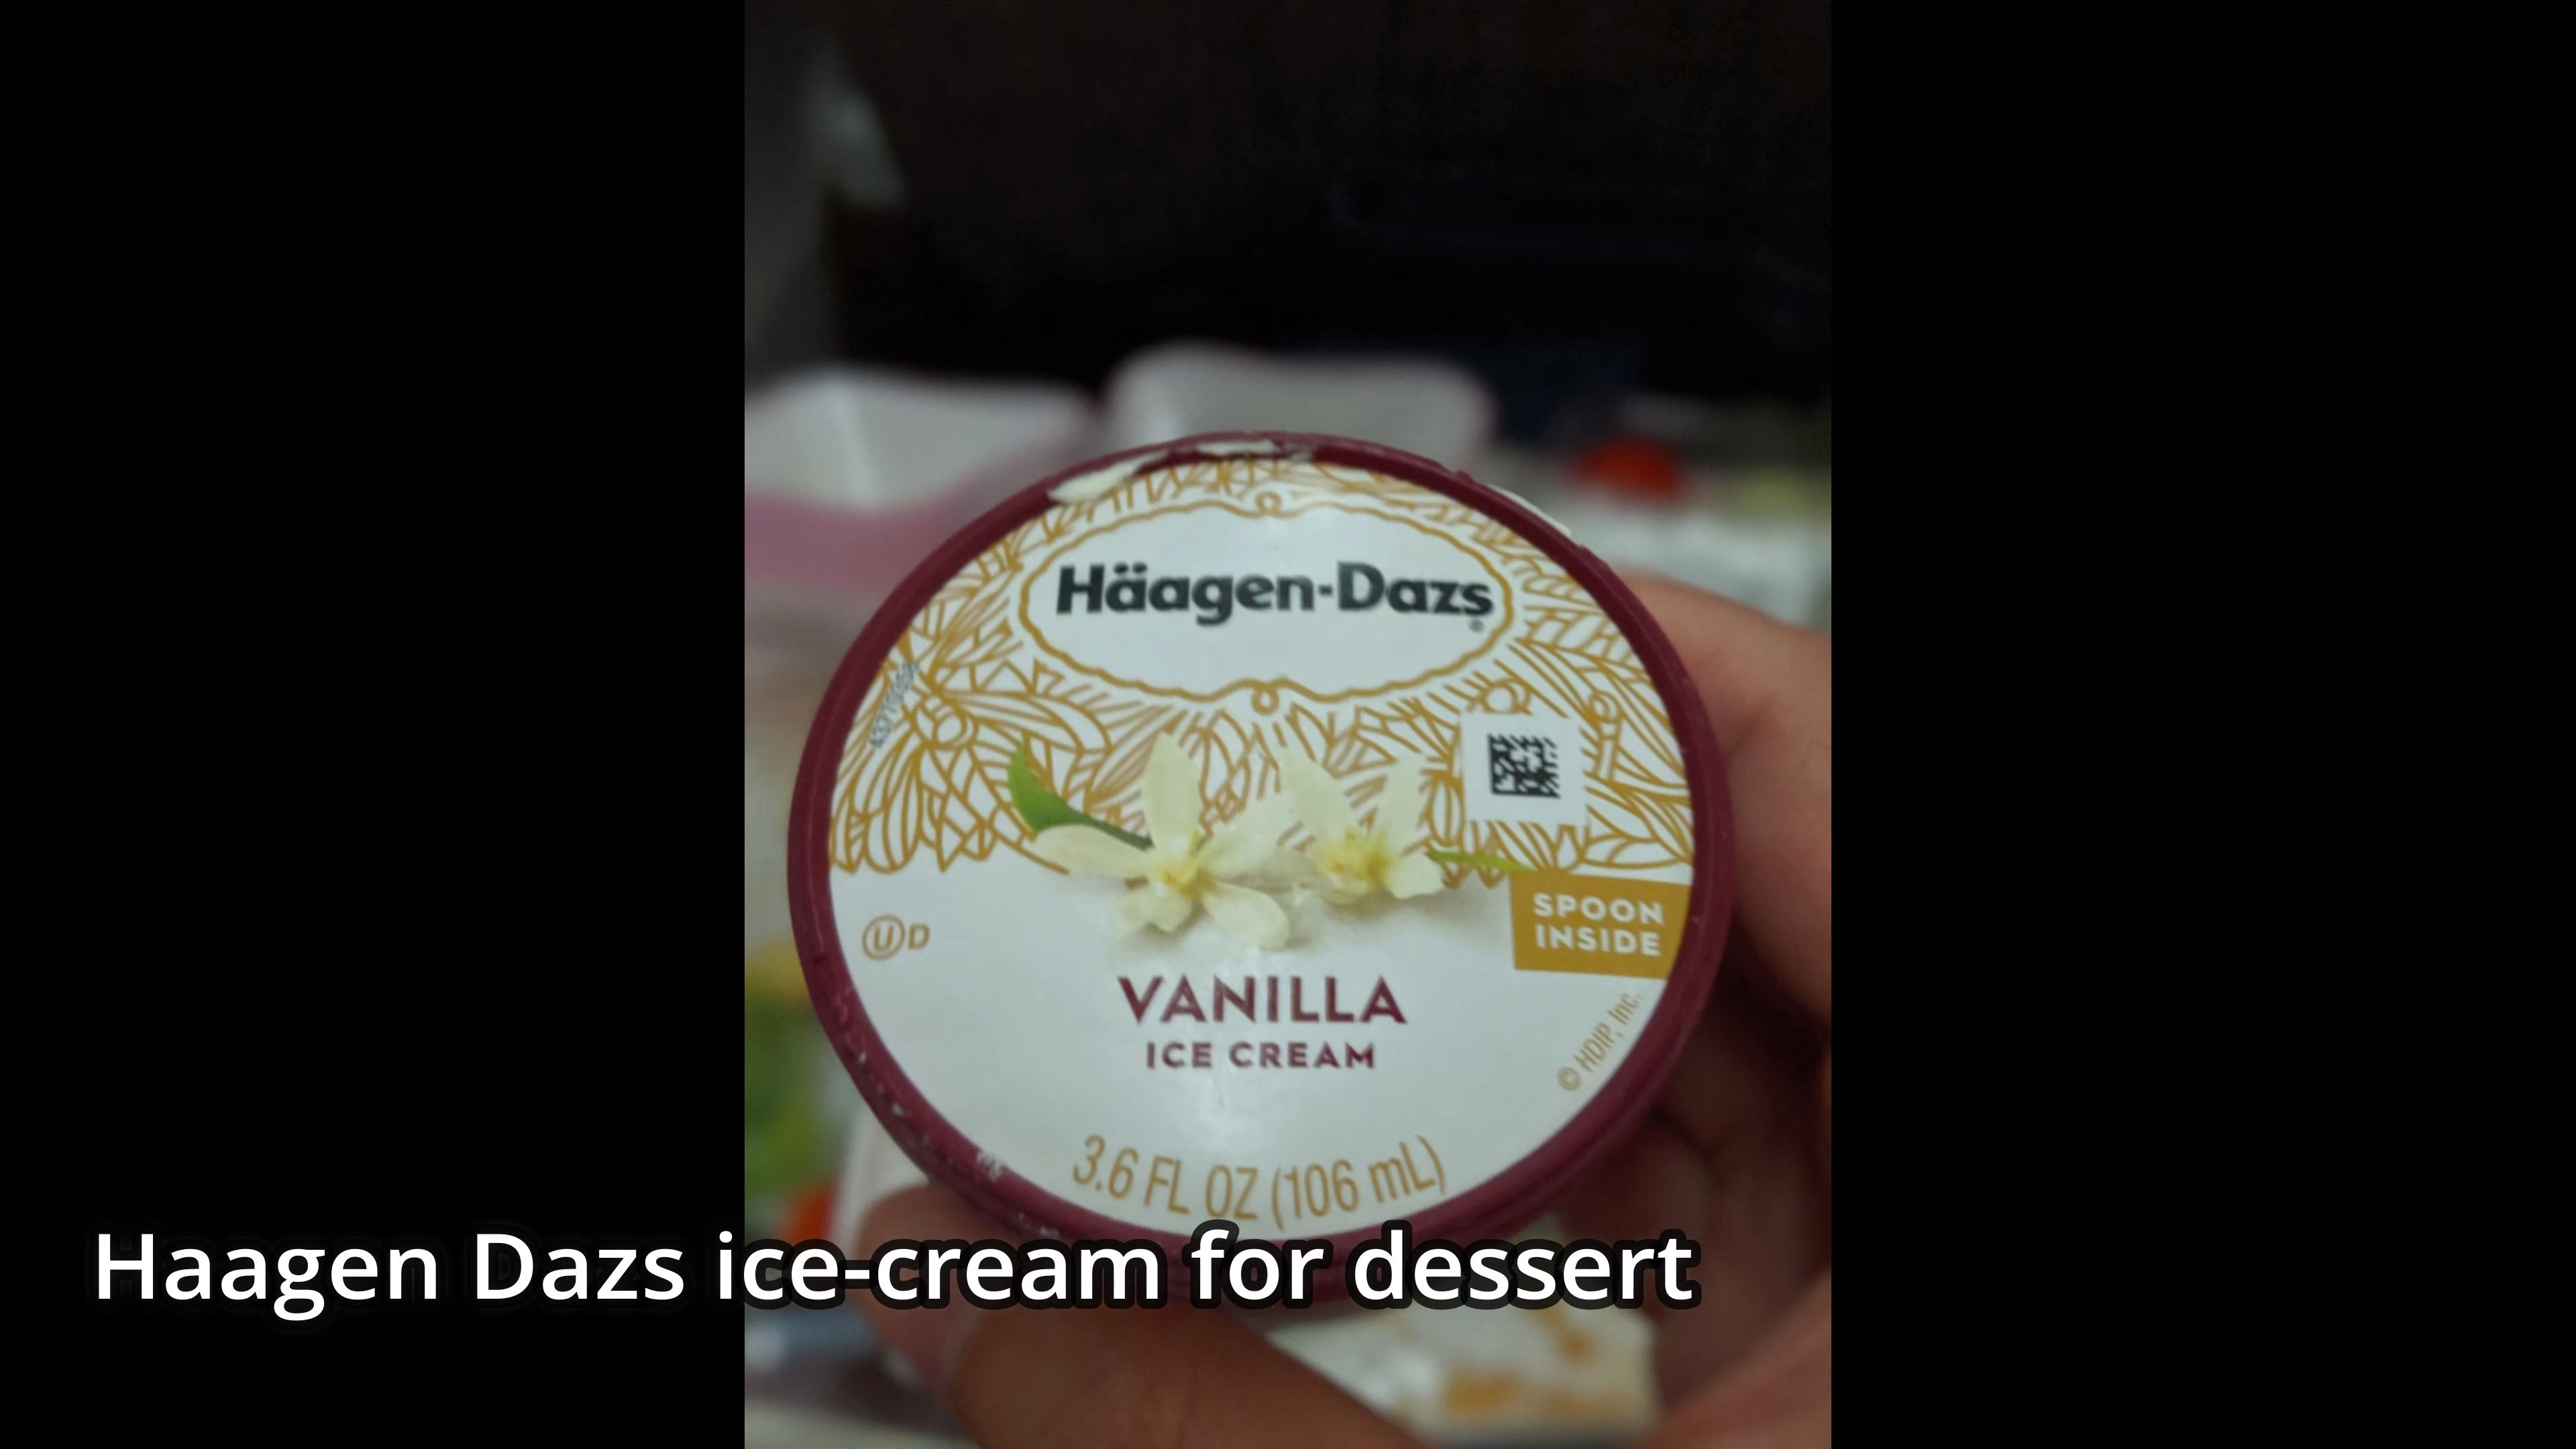 Häagen-Dazs®
UD
SPOON
INSIDE
VANILLA
ICE CREAM
© HDIP, Inc.
3.6 FL OZ (106 mL)
Haagen Dazs ice-cream for dessert